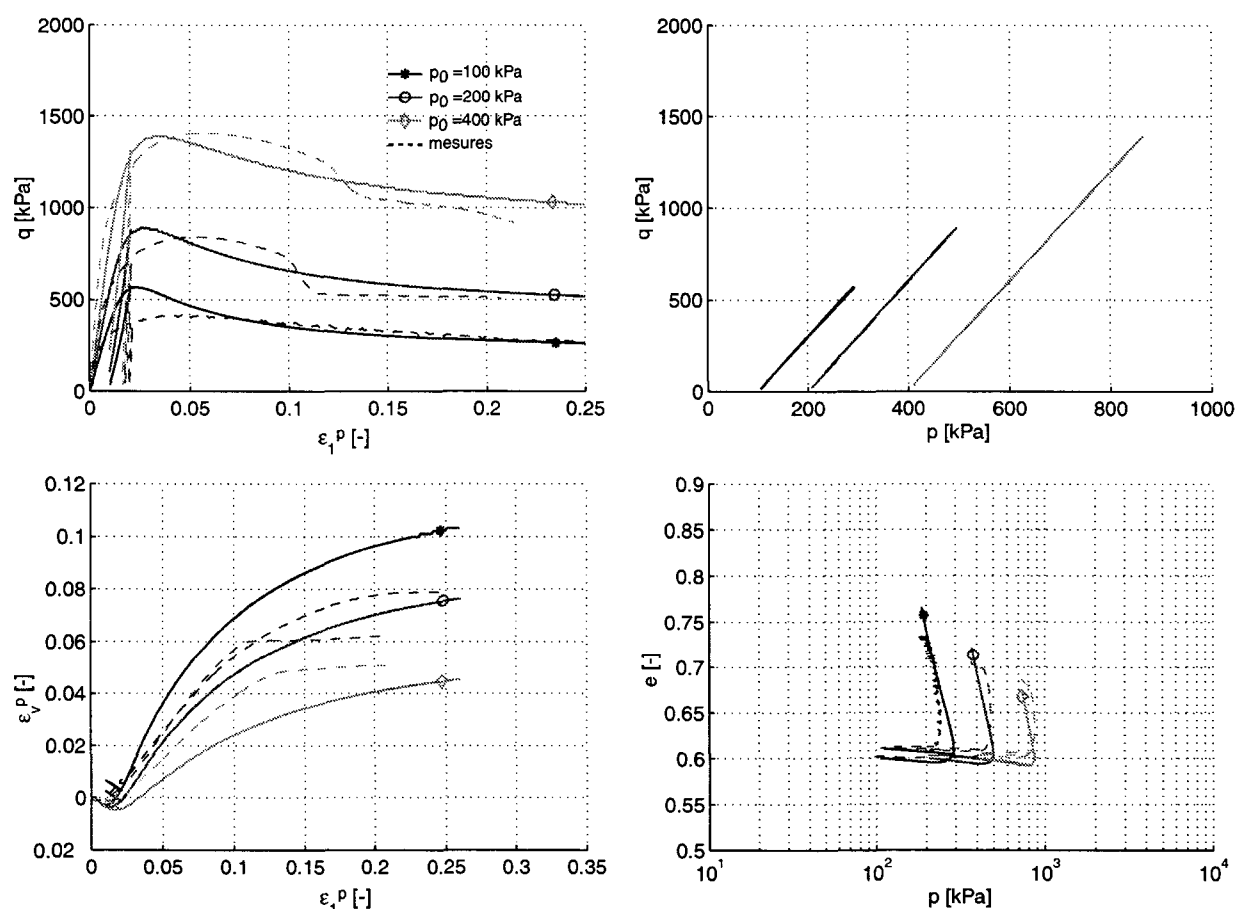 2000
1500
1000
500
0
q [kPa]
p0 =100 kPa
p0 =200 kPa
p0 =400 kPa
mesures
0 0.05 0.1 0.15 0.2 0.25
ε1^p [-]
2000
1500
1000
500
0
q [kPa]
0 200 400 600 800 1000
p [kPa]
0.12
0.1
0.08
0.06
0.04
0.02
0
0.02
εv^p [-]
0 0.05 0.1 0.15 0.2 0.25 0.3 0.35
ε1^p [-]
0.9
0.85
0.8
0.75
0.7
0.65
0.6
0.55
0.5
e [-]
10^1 10^2 10^3 10^4
p [kPa]